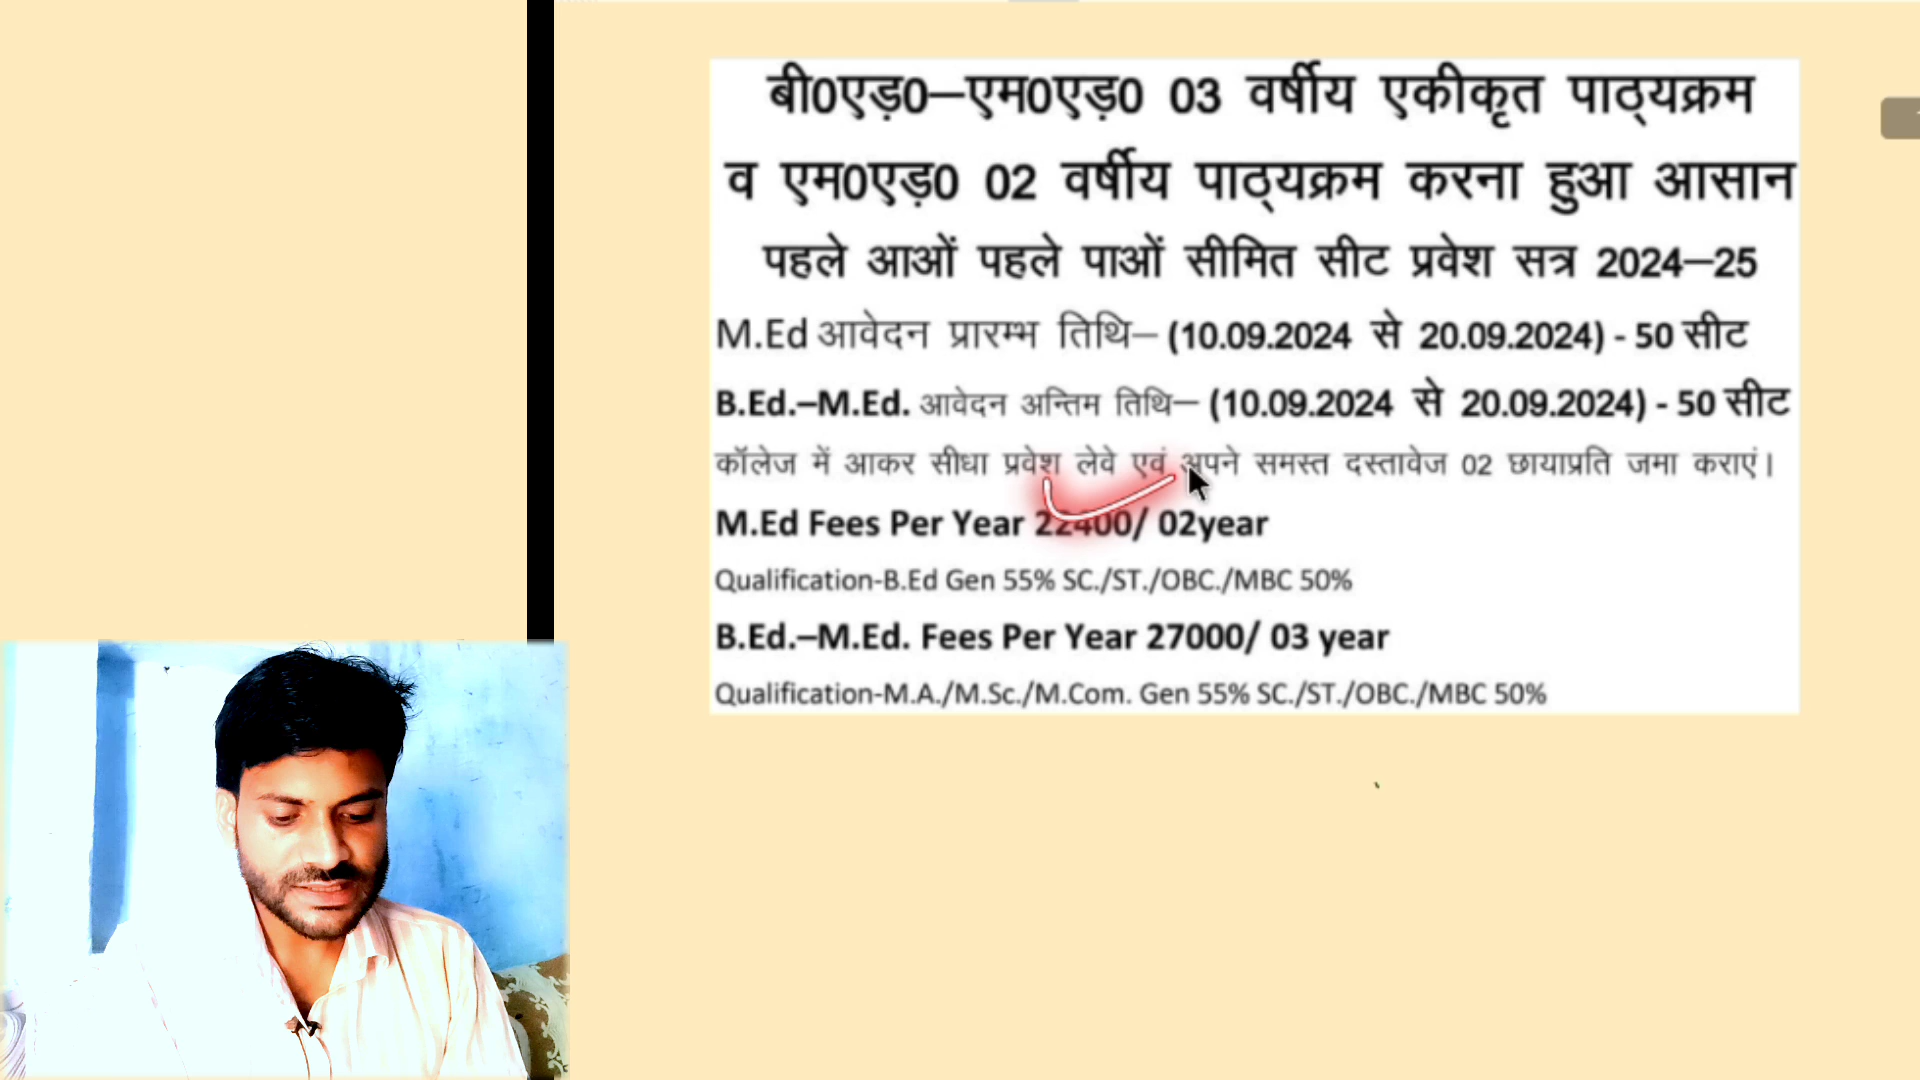 बी0एड़0–एम0एड़0 03 वर्षीय एकीकृत पाठ्यक्रम
व एम0एड़0 02 वर्षीय पाठ्यक्रम करना हुआ आसान
पहले आओं पहले पाओं सीमित सीट प्रवेश सत्र 2024–25
M.Ed आवेदन प्रारम्भ तिथि– (10.09.2024 से 20.09.2024) - 50 सीट
B.Ed.–M.Ed. आवेदन अन्तिम तिथि– (10.09.2024 से 20.09.2024) - 50 सीट
कॉलेज में आकर सीधा प्रवेश लेवे एवं अपने समस्त दस्तावेज 02 छायाप्रति जमा कराएं।
M.Ed Fees Per Year 22400/ 02year
Qualification-B.Ed Gen 55% SC./ST./OBC./MBC 50%
B.Ed.–M.Ed. Fees Per Year 27000/ 03 year
Qualification-M.A./M.Sc./M.Com. Gen 55% SC./ST./OBC./MBC 50%